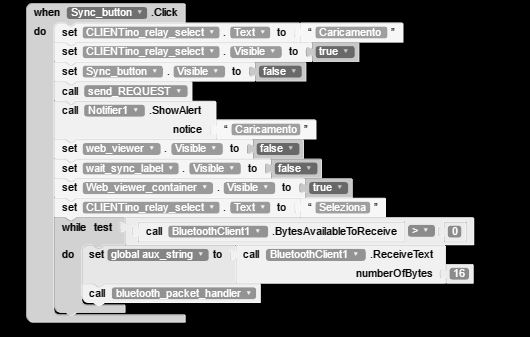 when Sync_button .Click
do set CLIENTino_relay_select . Text to " Caricamento "
set CLIENTino_relay_select . Visible to true
set Sync_button . Visible to false
call send_REQUEST
call Notifier1 .ShowAlert
notice " Caricamento "
set web_viewer . Visible to false
set wait_sync_label . Visible to false
set Web_viewer_container . Visible to true
set CLIENTino_relay_select . Text to " Seleziona "
while test call BluetoothClient1 .BytesAvailableToReceive > 0
do set global aux_string to call BluetoothClient1 .ReceiveText
numberOfBytes 16
call bluetooth_packet_handler